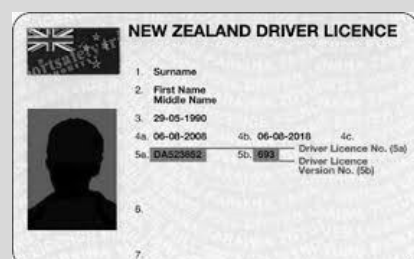 NEW ZEALAND DRIVER LICENCE
1. Surname
2. First Name
Middle Name
3. 29-05-1990
4a. 06-08-2008 4b. 06-08-2018 4c.
5a. DA523652 5b. 693 Driver Licence No. (5a)
Driver Licence
Version No. (5b)
6.
7.